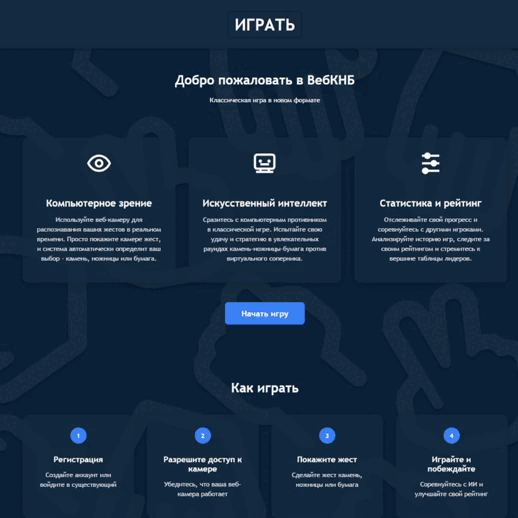 ИГРАТЬ
Добро пожаловать в ВебКНБ
Классическая игра в новом формате
Компьютерное зрение
Используйте веб-камеру для
распознавания ваших жестов в реальном
времени. Просто покажите камере жест,
и система автоматически определит ваш
выбор - камень, ножницы или бумага.
Искусственный интеллект
Сразитесь с компьютерным противником
в классической игре. Испытайте свою
удачу и стратегию в увлекательных
раундах камень-ножницы-бумага против
виртуального соперника.
Статистика и рейтинг
Отслеживайте свой прогресс и
соревнуйтесь с другими игроками.
Анализируйте историю игр, следите за
своим рейтингом и стремитесь к
вершине таблицы лидеров.
Начать игру
Как играть
1
Регистрация
Создайте аккаунт или
войдите в существующий
2
Разрешите доступ к
камере
Убедитесь, что ваша веб-
камера работает
3
Покажите жест
Сделайте жест камень,
ножницы или бумага
4
Играйте и
побеждайте
Соревнуйтесь с ИИ и
улучшайте свой рейтинг